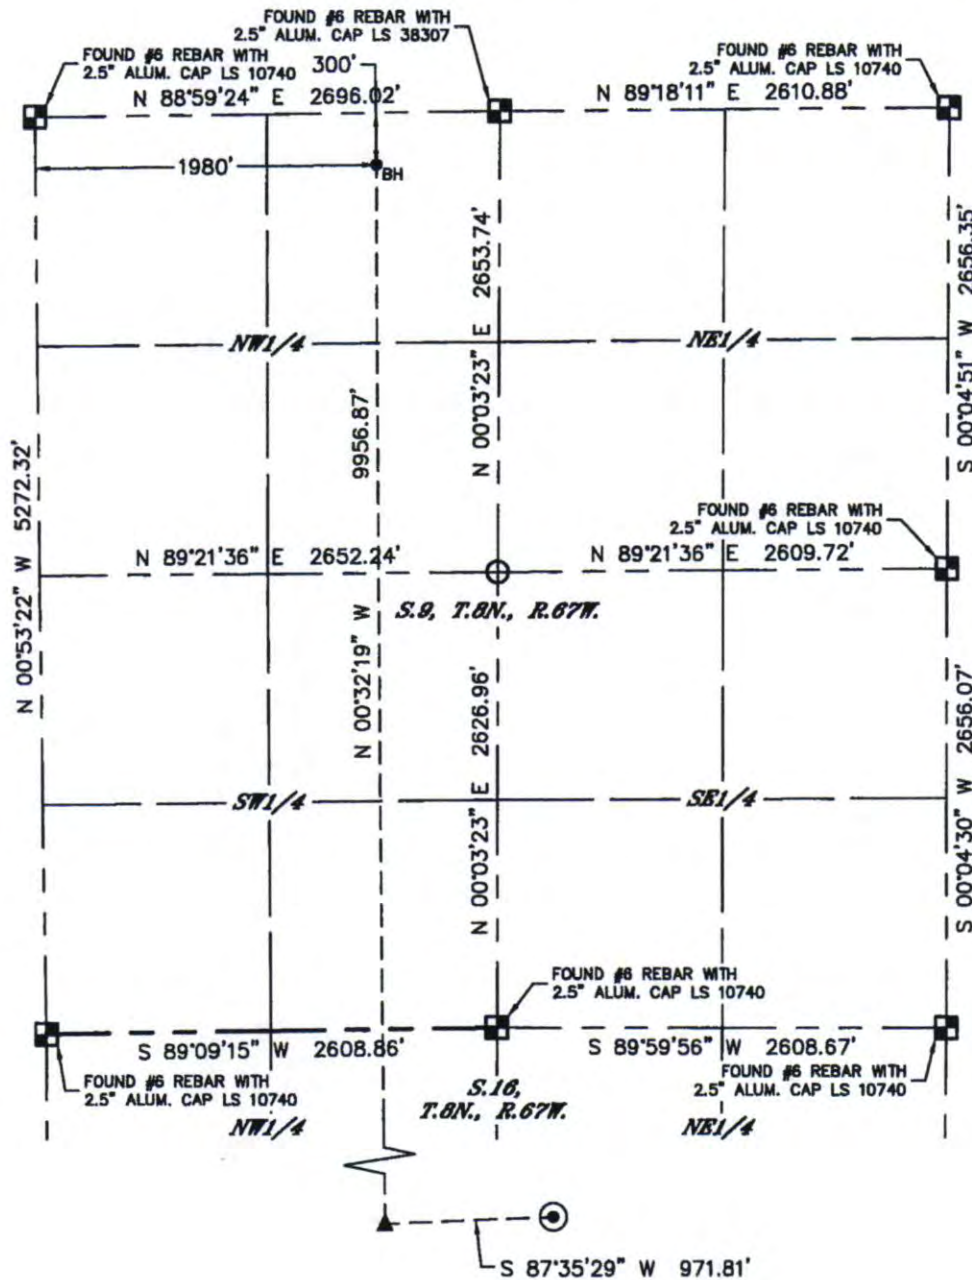 FOUND #6 REBAR WITH
2.5" ALUM. CAP LS 38307
FOUND #6 REBAR WITH
2.5" ALUM. CAP LS 10740
300'
FOUND #6 REBAR WITH
2.5" ALUM. CAP LS 10740
N 88°59'24" E 2696.02'
N 89°18'11" E 2610.88'
1980'
BH
N 00°03'23" E 2653.74'
S 00°04'51" W 2656.35'
NW1/4
NE1/4
9956.87'
N 00°53'22" W 5272.32'
FOUND #6 REBAR WITH
2.5" ALUM. CAP LS 10740
N 89°21'36" E 2652.24'
N 89°21'36" E 2609.72'
S.9, T.8N., R.67W.
N 00°32'19" W
N 00°03'23" E 2626.96'
S 00°04'30" W 2656.07'
SW1/4
SE1/4
FOUND #6 REBAR WITH
2.5" ALUM. CAP LS 10740
S 89°09'15" W 2608.86'
S 89°59'56" W 2608.67'
FOUND #6 REBAR WITH
2.5" ALUM. CAP LS 10740
FOUND #6 REBAR WITH
2.5" ALUM. CAP LS 10740
S.16,
T.8N., R.67W.
NW1/4
NE1/4
S 87°35'29" W 971.81'